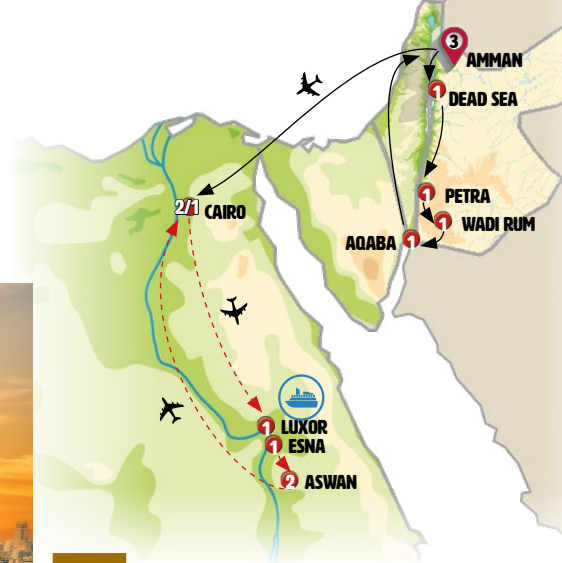 3
AMMAN
1
DEAD SEA
1
PETRA
2/1 CAIRO
1
WADI RUM
AQABA
1
1
LUXOR
1
ESNA
2
ASWAN